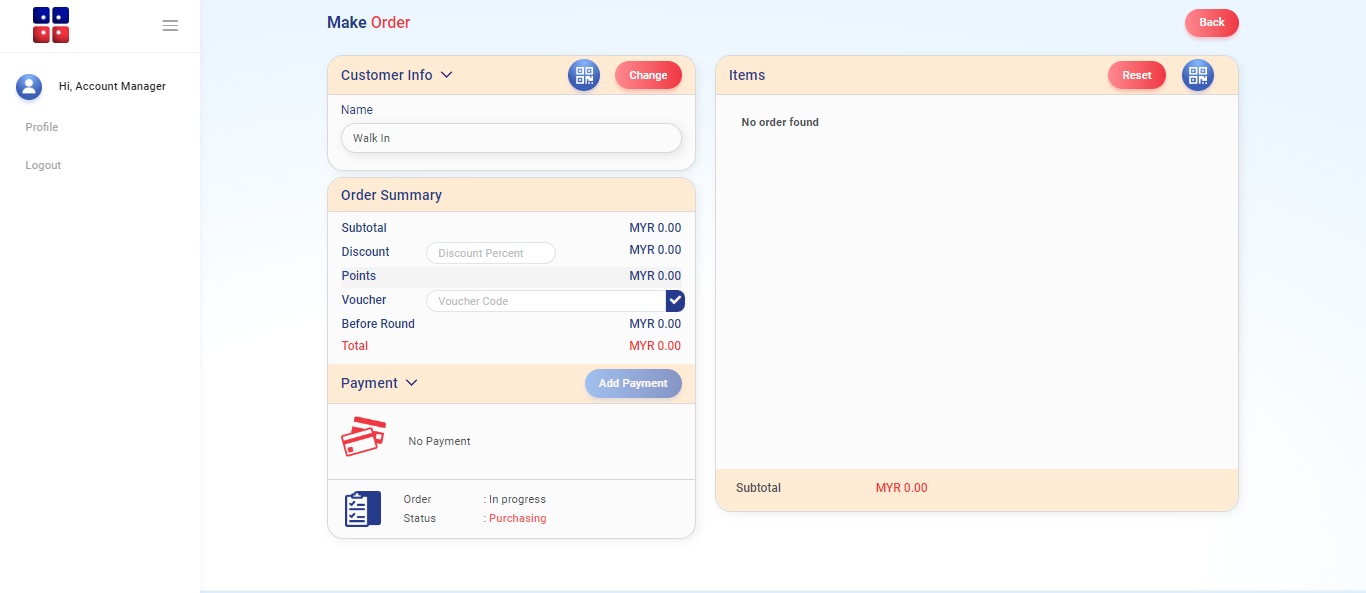 Hi, Account Manager
Profile
Logout
Make Order
Back
Customer Info
Change
Name
Walk In
Order Summary
Subtotal MYR 0.00
Discount Discount Percent MYR 0.00
Points MYR 0.00
Voucher Voucher Code
Before Round MYR 0.00
Total MYR 0.00
Payment Add Payment
No Payment
Order : In progress
Status : Purchasing
Items
Reset
No order found
Subtotal MYR 0.00